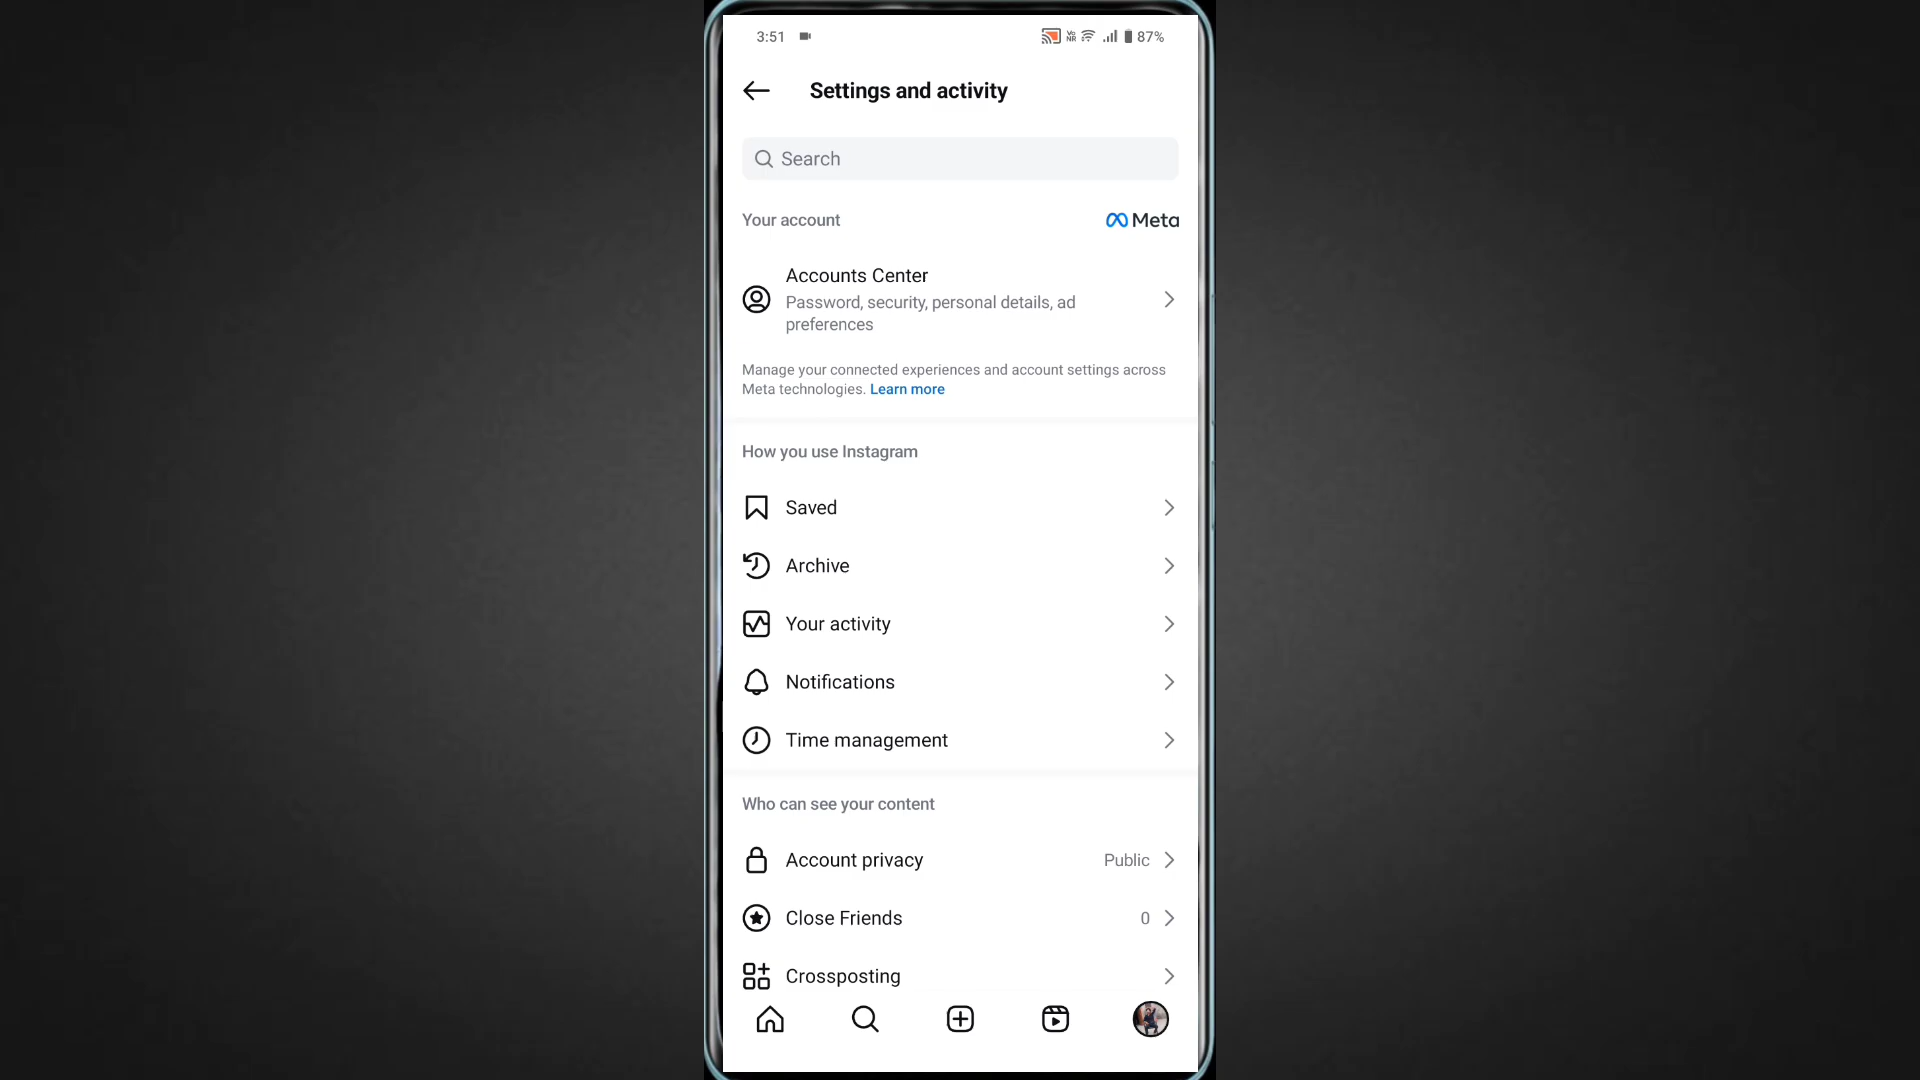 3:51
87%
Settings and activity
Search
Your account
Meta
Accounts Center
Password, security, personal details, ad
preferences
Manage your connected experiences and account settings across
Meta technologies. Learn more
How you use Instagram
Saved
Archive
Your activity
Notifications
Time management
Who can see your content
Account privacy Public
Close Friends 0
Crossposting